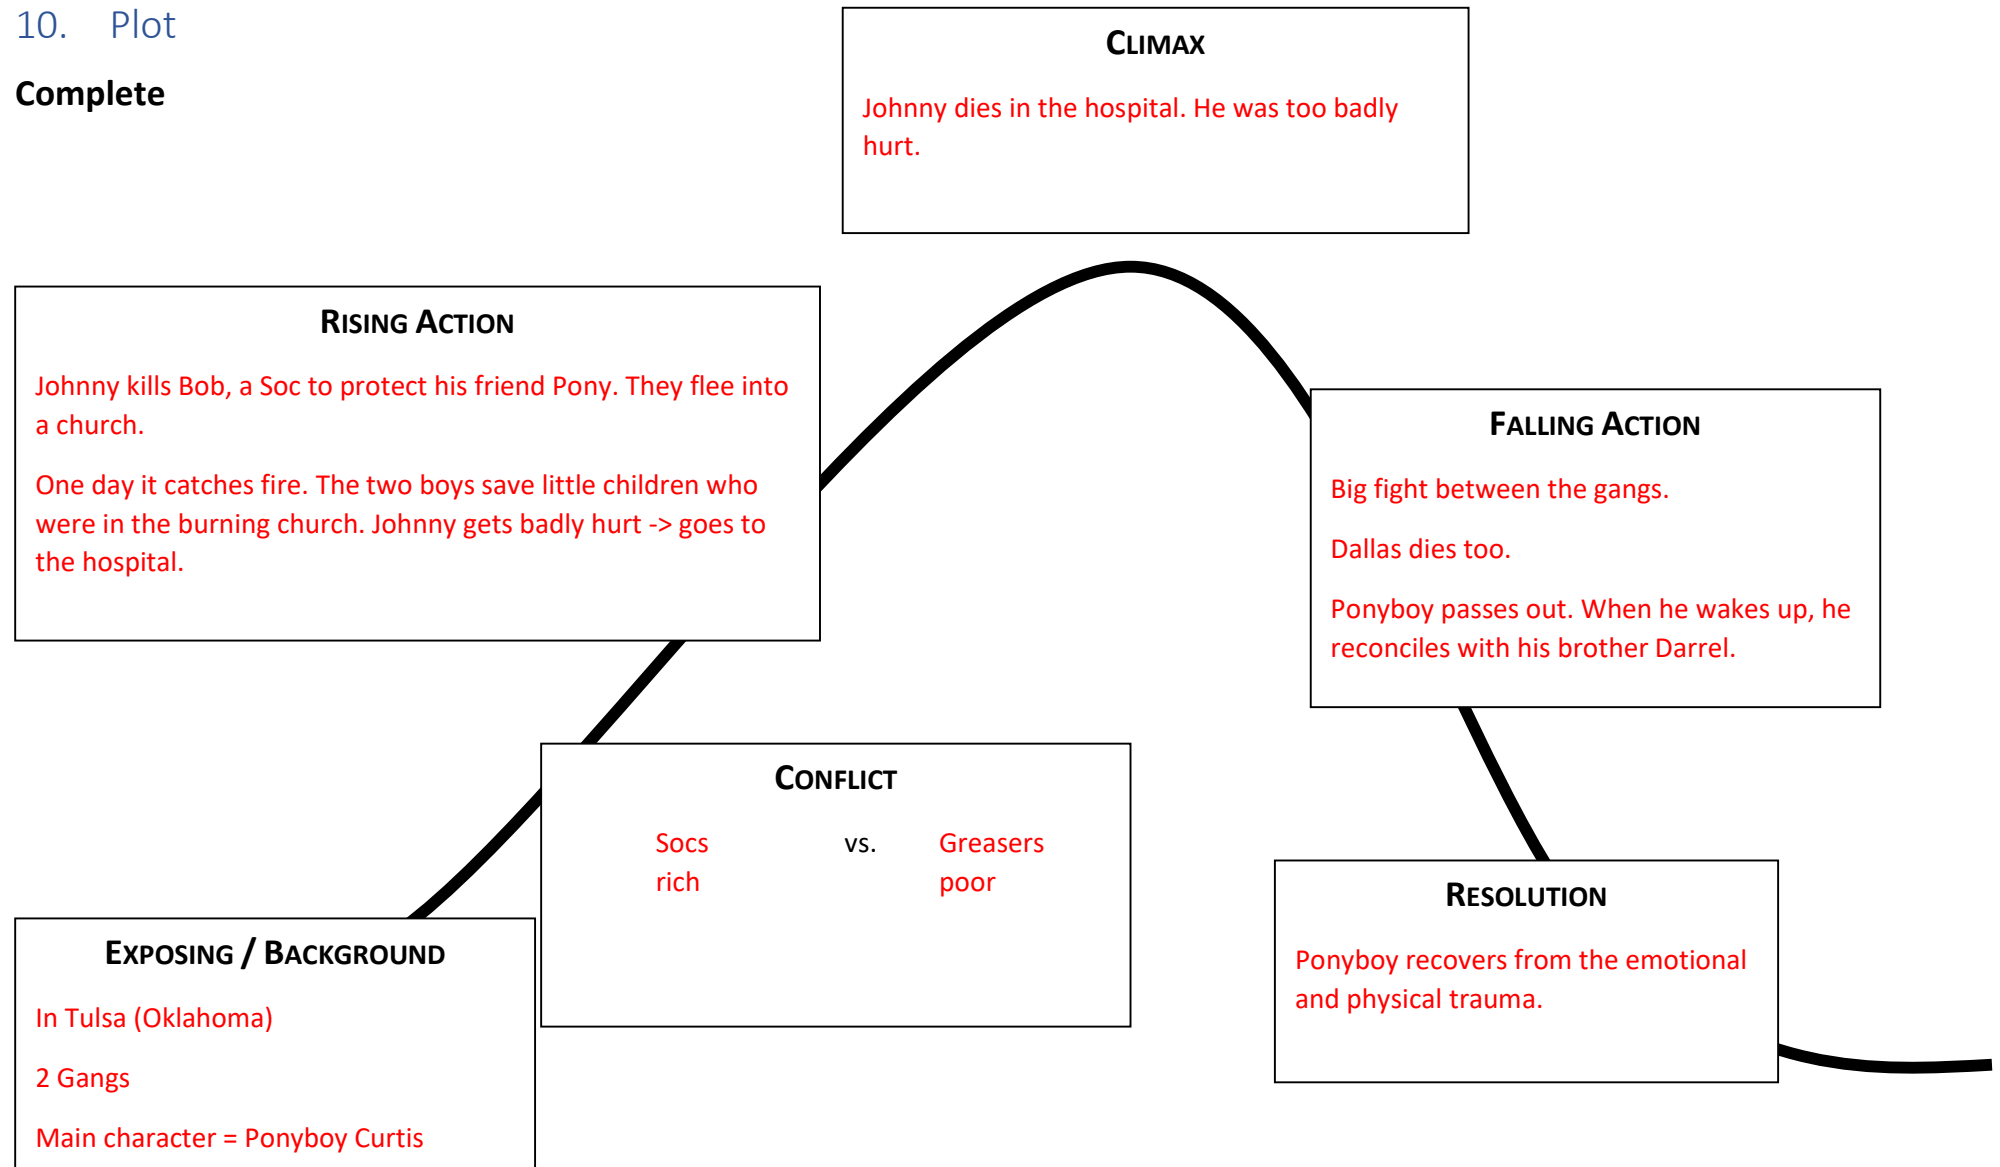 10. Plot
Complete
CLIMAX
Johnny dies in the hospital. He was too badly
hurt.
RISING ACTION
Johnny kills Bob, a Soc to protect his friend Pony. They flee into
a church.
One day it catches fire. The two boys save little children who
were in the burning church. Johnny gets badly hurt -> goes to
the hospital.
FALLING ACTION
Big fight between the gangs.
Dallas dies too.
Ponyboy passes out. When he wakes up, he
reconciles with his brother Darrel.
CONFLICT
Socs vs. Greasers
rich poor
RESOLUTION
Ponyboy recovers from the emotional
and physical trauma.
EXPOSING / BACKGROUND
In Tulsa (Oklahoma)
2 Gangs
Main character = Ponyboy Curtis